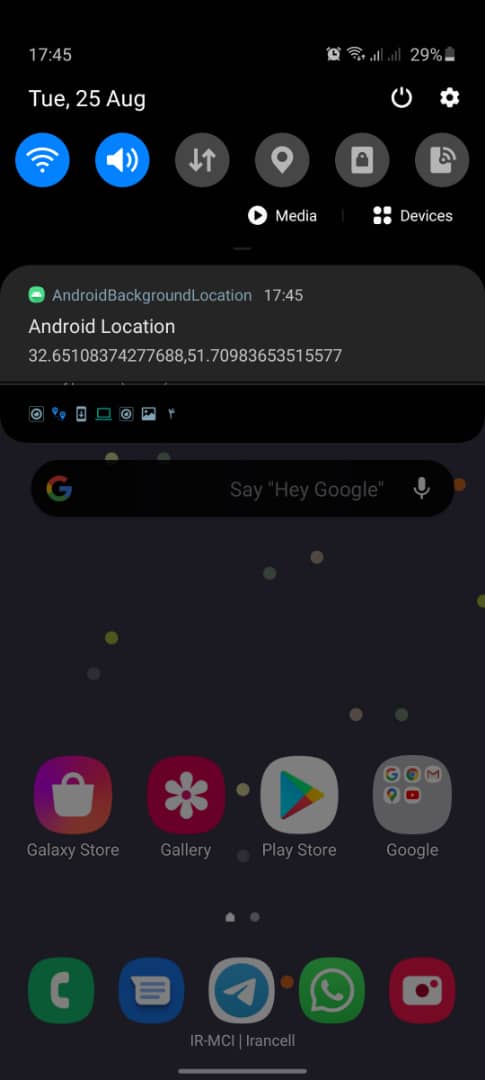 17:45 29%
Tue, 25 Aug
Media Devices
AndroidBackgroundLocation 17:45
Android Location
32.65108374277688,51.70983653515577
۴
Say "Hey Google"
Galaxy Store Gallery Play Store Google
IR-MCI | Irancell